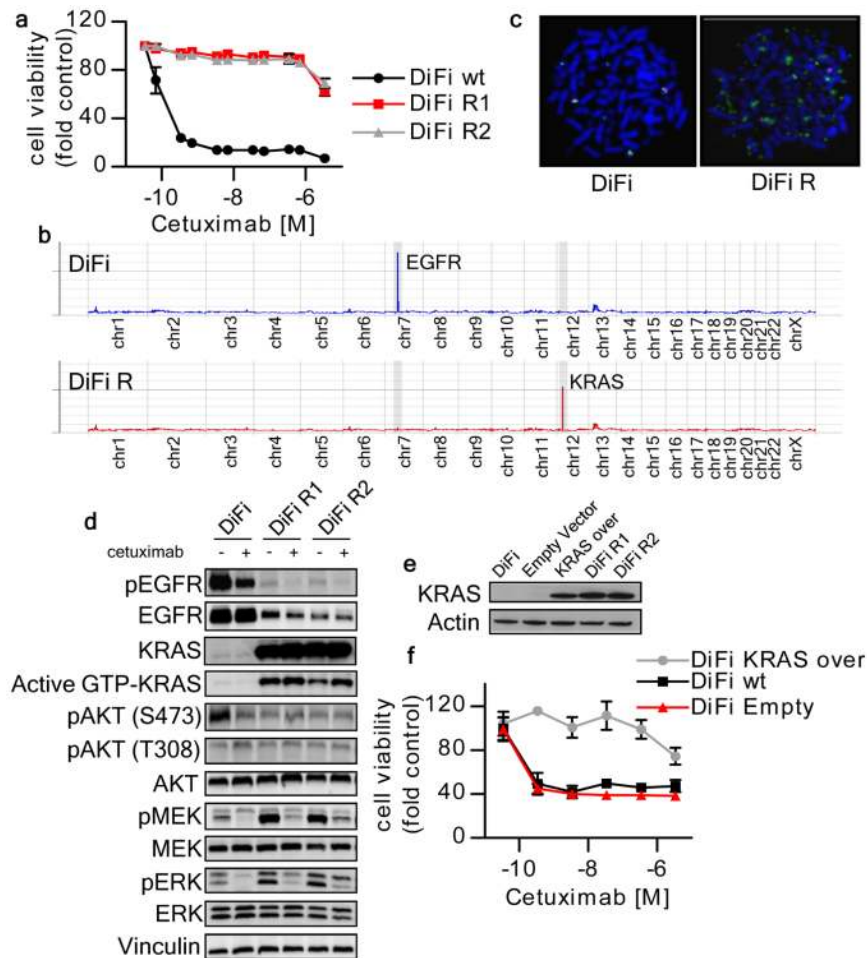 a
120
80
40
0
cell viability
(fold control)
-10
-8
-6
Cetuximab [M]
DiFi wt
DiFi R1
DiFi R2
c
DiFi
DiFi R
b
DiFi
EGFR
chr1
chr2
chr3
chr4
chr5
chr6
chr7
chr8
chr9
chr10
chr11
chr12
chr13
chr14
chr15
chr16
chr17
chr18
chr19
chr20
chr21
chr22
chrX
DiFi R
KRAS
chr1
chr2
chr3
chr4
chr5
chr6
chr7
chr8
chr9
chr10
chr11
chr12
chr13
chr14
chr15
chr16
chr17
chr18
chr19
chr20
chr21
chr22
chrX
d
DiFi
DiFi R1
DiFi R2
cetuximab - + - + - +
pEGFR
EGFR
KRAS
Active GTP-KRAS
pAKT (S473)
pAKT (T308)
AKT
pMEK
MEK
pERK
ERK
Vinculin
e
DiFi
Empty Vector
KRAS over
DiFi R1
DiFi R2
KRAS
Actin
f
DiFi KRAS over
DiFi wt
DiFi Empty
120
80
40
0
cell viability
(fold control)
-10
-8
-6
Cetuximab [M]